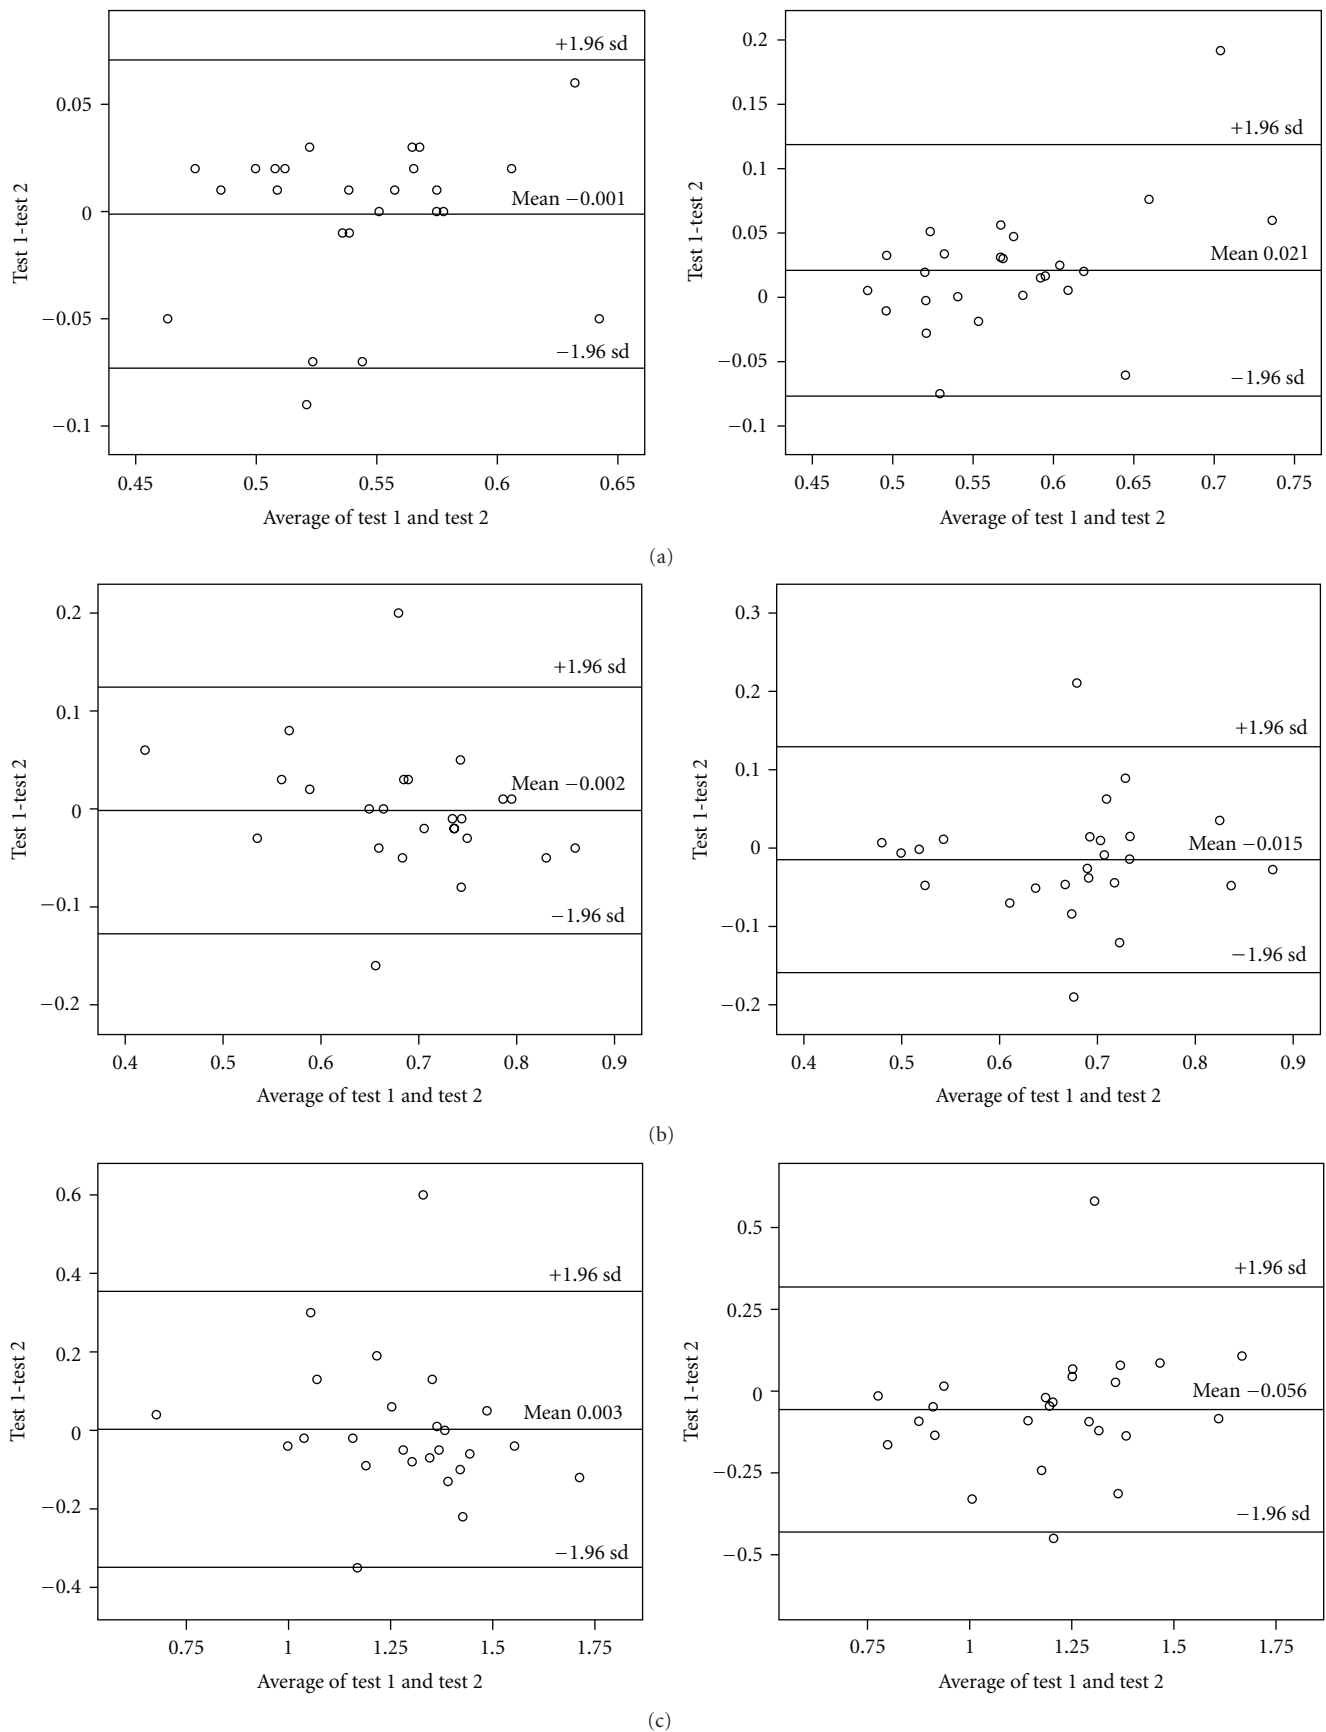 +1.96 sd
0.05
Mean −0.001
0
−0.05
−1.96 sd
−0.1
Test 1-test 2
0.45 0.5 0.55 0.6 0.65
Average of test 1 and test 2
0.2
0.15
+1.96 sd
0.1
0.05
Mean 0.021
0
−0.05
−1.96 sd
−0.1
Test 1-test 2
0.45 0.5 0.55 0.6 0.65 0.7 0.75
Average of test 1 and test 2
(a)
0.2
+1.96 sd
0.1
Mean −0.002
0
−0.1
−1.96 sd
−0.2
Test 1-test 2
0.4 0.5 0.6 0.7 0.8 0.9
Average of test 1 and test 2
0.3
0.2
+1.96 sd
0.1
Mean −0.015
0
−0.1
−1.96 sd
−0.2
Test 1-test 2
0.4 0.5 0.6 0.7 0.8 0.9
Average of test 1 and test 2
(b)
0.6
0.4
+1.96 sd
0.2
Mean 0.003
0
−0.2
−1.96 sd
−0.4
Test 1-test 2
0.75 1 1.25 1.5 1.75
Average of test 1 and test 2
0.5
+1.96 sd
0.25
Mean −0.056
0
−0.25
−1.96 sd
−0.5
Test 1-test 2
0.75 1 1.25 1.5 1.75
Average of test 1 and test 2
(c)